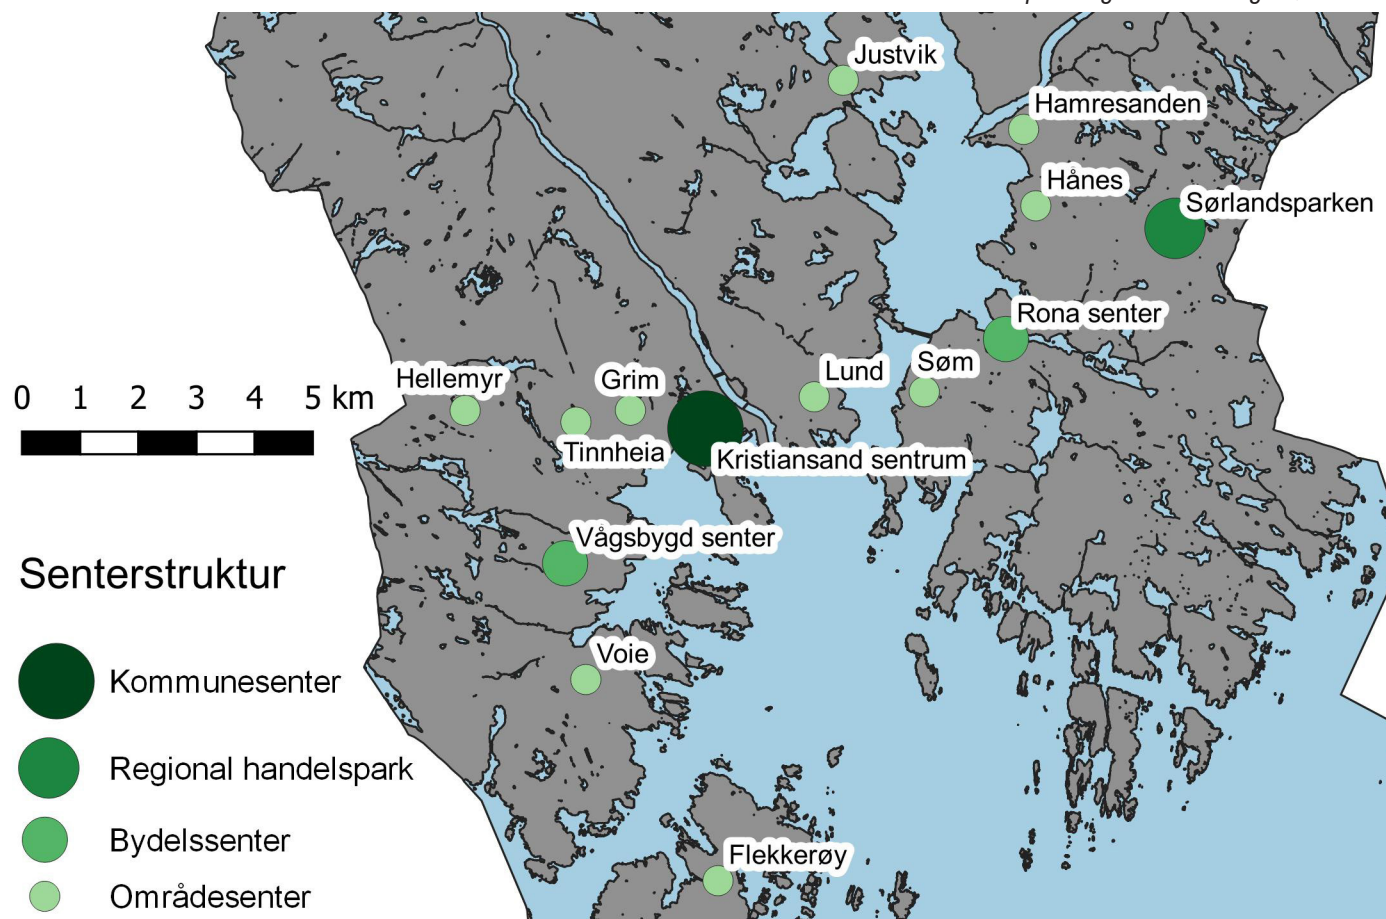 Justvik
Hamresanden
Hånes
Sørlandsparken
Rona senter
Søm
Lund
Hellemyr
Grim
0 1 2 3 4 5 km
Tinnheia
Kristiansand sentrum
Vågsbygd senter
Senterstruktur
Voie
Kommunesenter
Regional handelspark
Bydelssenter
Flekkerøy
Områdesenter